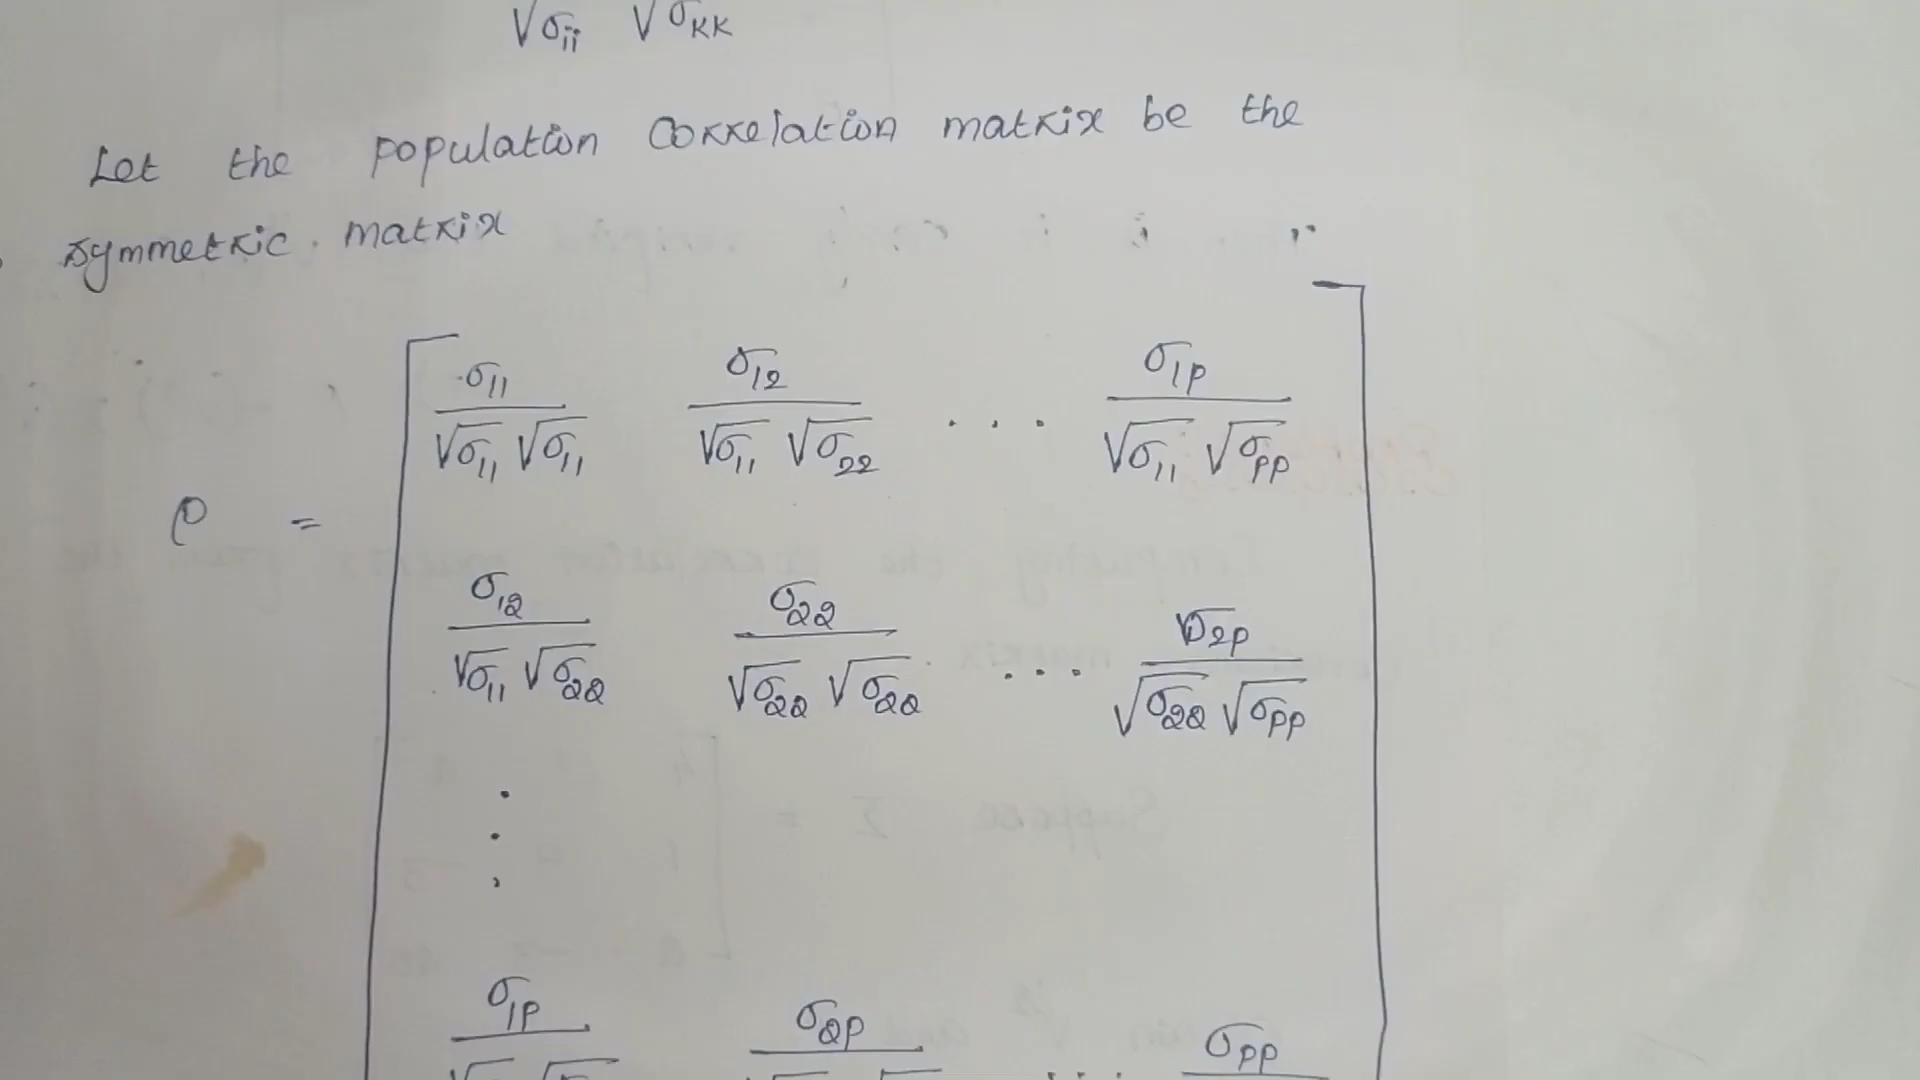 √σii √σKK
Let the population Correlation matrix be the
symmetric matrix
ρ = [ σ11/(√σ11 √σ11) σ12/(√σ11 √σ22) ... σ1p/(√σ11 √σpp)
σ12/(√σ11 √σ22) σ22/(√σ22 √σ22) ... σ2p/(√σ22 √σpp)
⋮
σ1p σ2p ... σpp